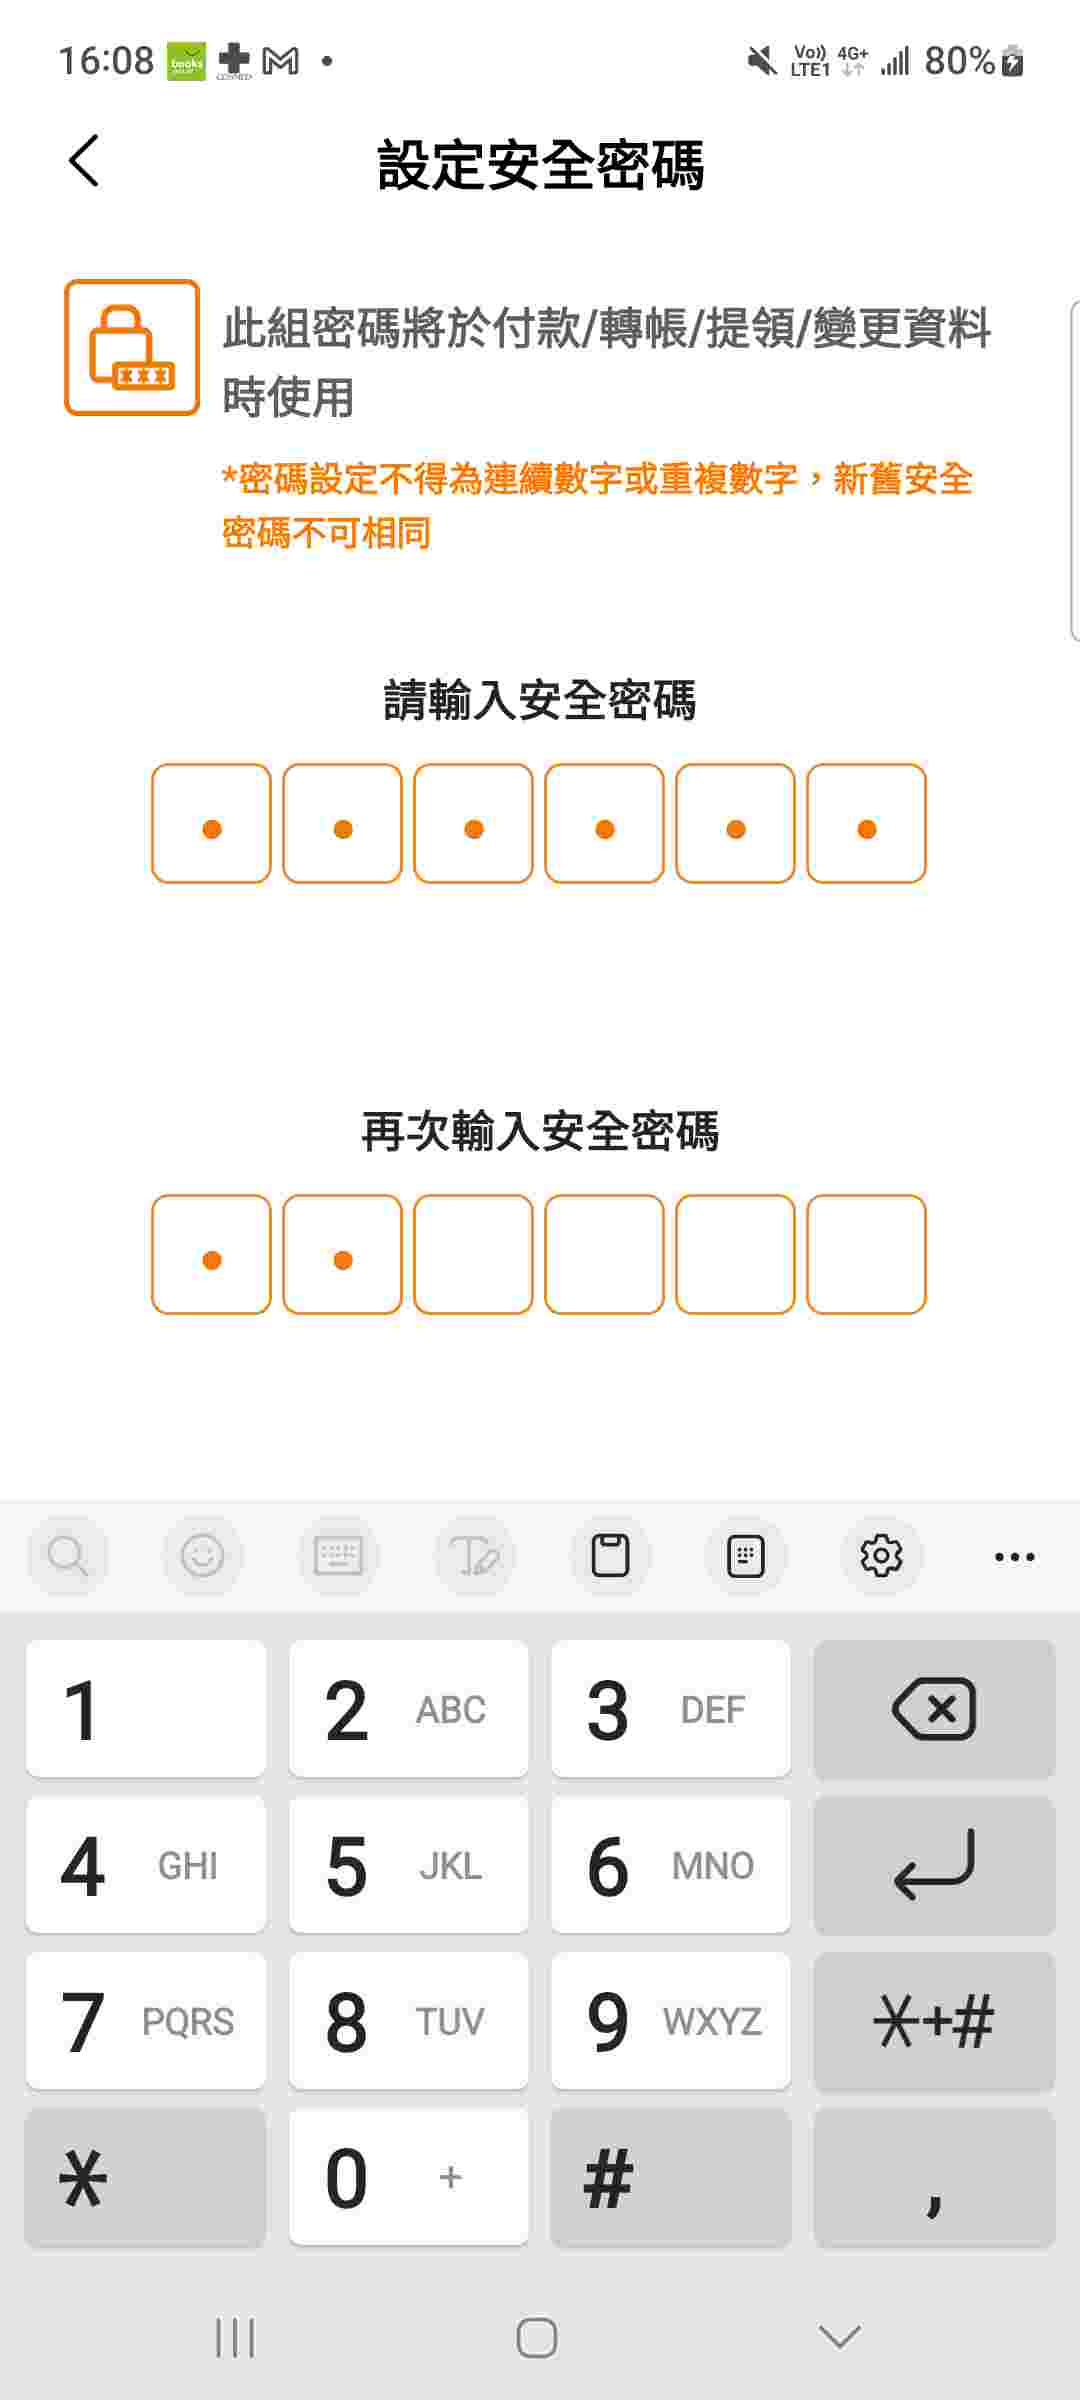 16:08 books Vo)) LTE1 4G+ 80%
設定安全密碼
此組密碼將於付款/轉帳/提領/變更資料
時使用
*密碼設定不得為連續數字或重複數字，新舊安全
密碼不可相同
請輸入安全密碼
再次輸入安全密碼
1 2 ABC 3 DEF
4 GHI 5 JKL 6 MNO
7 PQRS 8 TUV 9 WXYZ *+#
* 0 + # ,